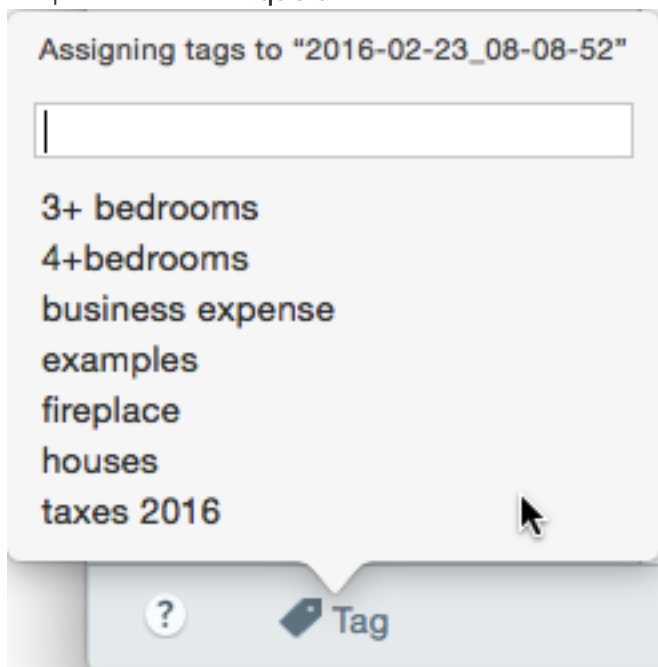 Assigning tags to “2016-02-23_08-08-52”
3+ bedrooms
4+bedrooms
business expense
examples
fireplace
houses
taxes 2016
?
Tag